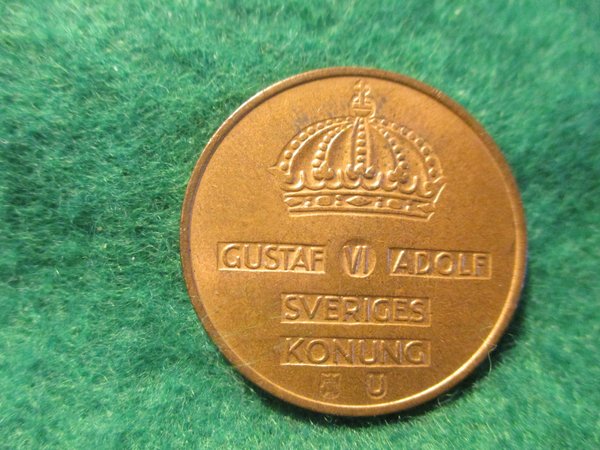 GUSTAF VI ADOLF
SVERIGES
KONUNG
U